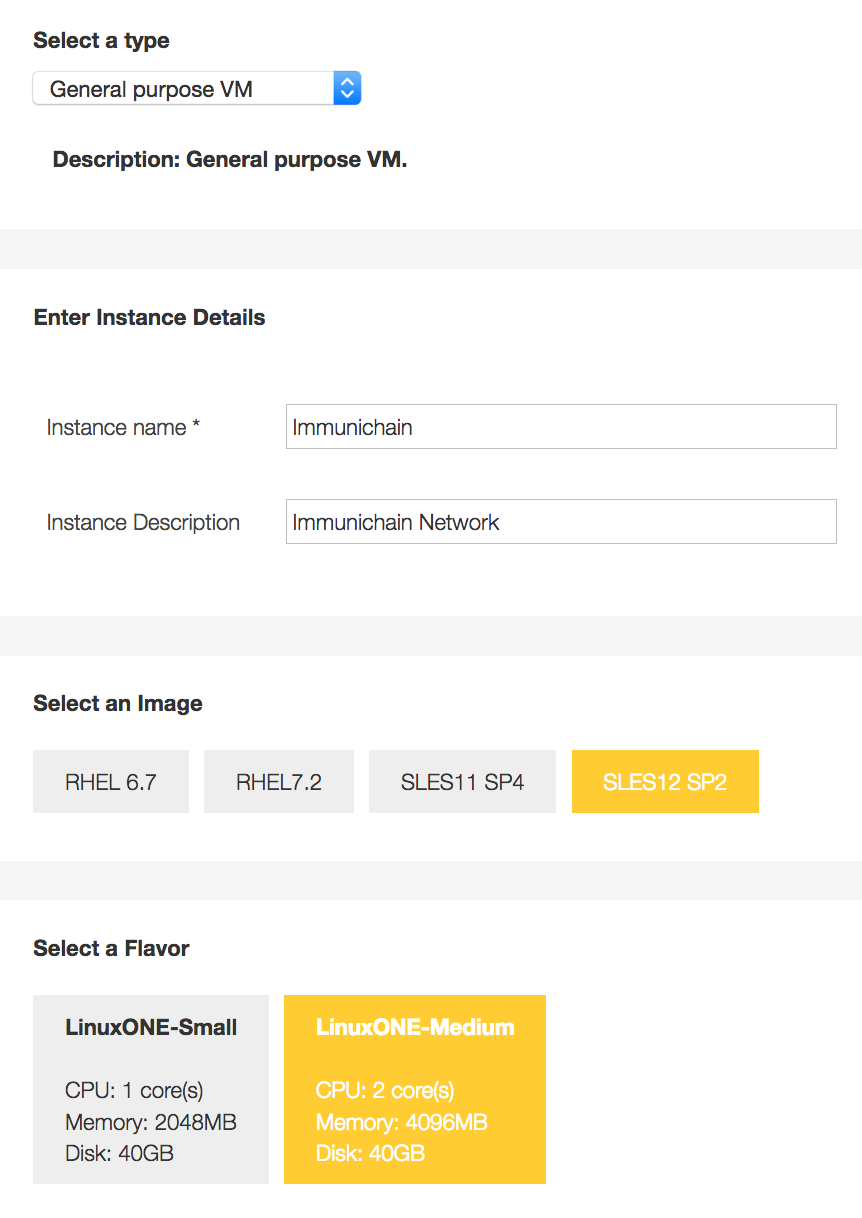 Select a type
General purpose VM
Description: General purpose VM.
Enter Instance Details
Instance name * Immunichain
Instance Description Immunichain Network
Select an Image
RHEL 6.7 RHEL7.2 SLES11 SP4 SLES12 SP2
Select a Flavor
LinuxONE-Small
CPU: 1 core(s)
Memory: 2048MB
Disk: 40GB
LinuxONE-Medium
CPU: 2 core(s)
Memory: 4096MB
Disk: 40GB